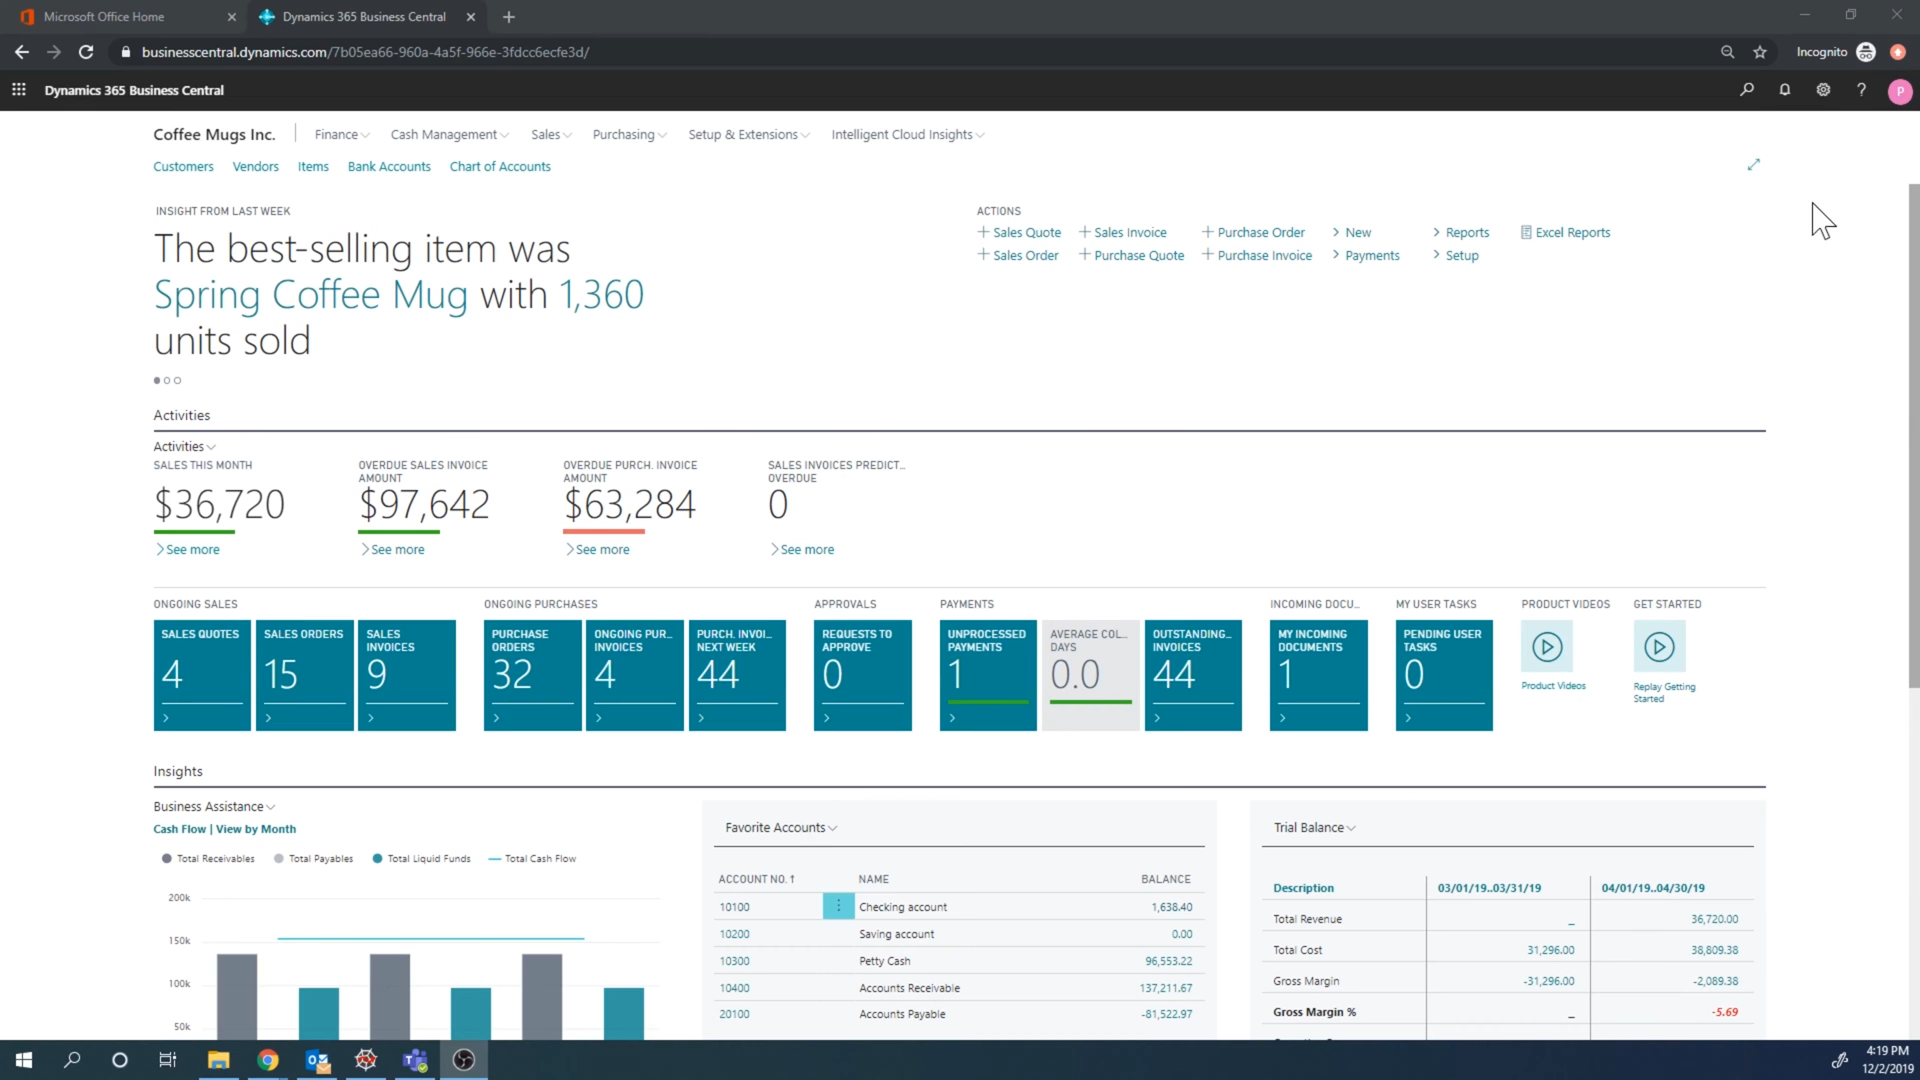 Microsoft Office Home
Dynamics 365 Business Central
businesscentral.dynamics.com/7b05ea66-960a-4a5f-966e-3fdcc6ecfe3d/
Incognito
Dynamics 365 Business Central
P
Coffee Mugs Inc.
Finance
Cash Management
Sales
Purchasing
Setup & Extensions
Intelligent Cloud Insights
Customers
Vendors
Items
Bank Accounts
Chart of Accounts
INSIGHT FROM LAST WEEK
The best-selling item was
Spring Coffee Mug with 1,360
units sold
ACTIONS
Sales Quote
Sales Invoice
Purchase Order
New
Reports
Excel Reports
Sales Order
Purchase Quote
Purchase Invoice
Payments
Setup
Activities
Activities
SALES THIS MONTH
$36,720
See more
OVERDUE SALES INVOICE
AMOUNT
$97,642
See more
OVERDUE PURCH. INVOICE
AMOUNT
$63,284
See more
SALES INVOICES PREDICT...
OVERDUE
0
See more
ONGOING SALES
SALES QUOTES
4
SALES ORDERS
15
SALES
INVOICES
9
ONGOING PURCHASES
PURCHASE
ORDERS
32
ONGOING PUR...
INVOICES
4
PURCH. INVOI...
NEXT WEEK
44
APPROVALS
REQUESTS TO
APPROVE
0
PAYMENTS
UNPROCESSED
PAYMENTS
1
AVERAGE COL...
DAYS
0.0
OUTSTANDING...
INVOICES
44
INCOMING DOCU...
MY INCOMING
DOCUMENTS
1
MY USER TASKS
PENDING USER
TASKS
0
PRODUCT VIDEOS
Product Videos
GET STARTED
Replay Getting
Started
Insights
Business Assistance
Cash Flow | View by Month
Total Receivables
Total Payables
Total Liquid Funds
Total Cash Flow
200k
150k
100k
50k
Favorite Accounts
ACCOUNT NO. ↑ NAME BALANCE
10100 Checking account 1,638.40
10200 Saving account 0.00
10300 Petty Cash 96,553.22
10400 Accounts Receivable 137,211.67
20100 Accounts Payable -81,522.97
Trial Balance
Description 03/01/19..03/31/19 04/01/19..04/30/19
Total Revenue _ 36,720.00
Total Cost 31,296.00 38,809.38
Gross Margin -31,296.00 -2,089.38
Gross Margin % _ -5.69
4:19 PM
12/2/2019